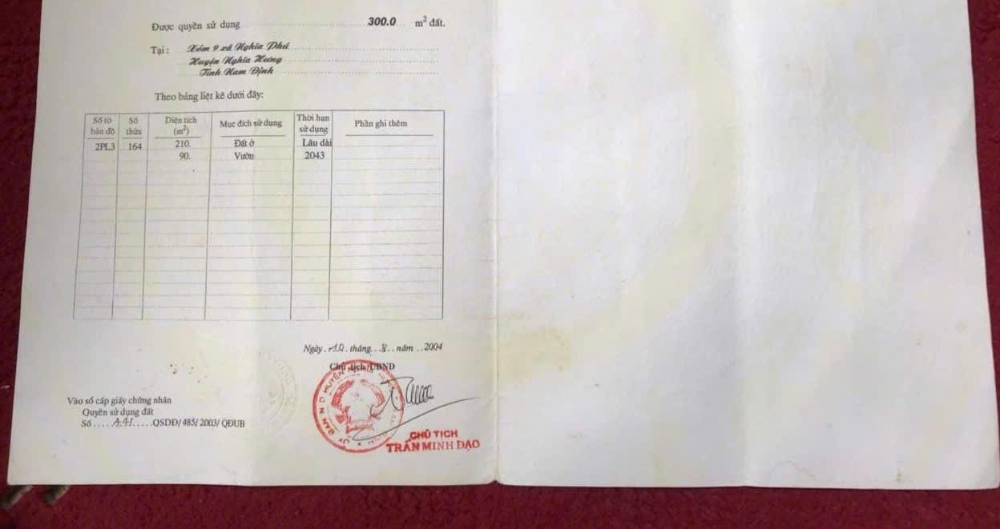 Được quyền sử dụng 300.0 m² đất.
Tại : Xóm 9 xã Nghĩa Phú
Huyện Nghĩa Hưng
Tỉnh Nam Định
Theo bảng liệt kê dưới đây:
Số tờ bản đồ Số thửa Diện tích (m²) Mục đích sử dụng Thời hạn sử dụng Phần ghi thêm
2PL3 164 210. Đất ở Lâu dài
90. Vườn 2043
Ngày . 10 . tháng . . 8 . . năm . . 2004
Chủ tịch UBND
Vào sổ cấp giấy chứng nhân
Quyền sử dụng đất
Số . . . . . A.41 . . . . . QSDĐ/ 485/ 2003/ QĐUB
CHỦ TỊCH
TRẦN MINH ĐẠO